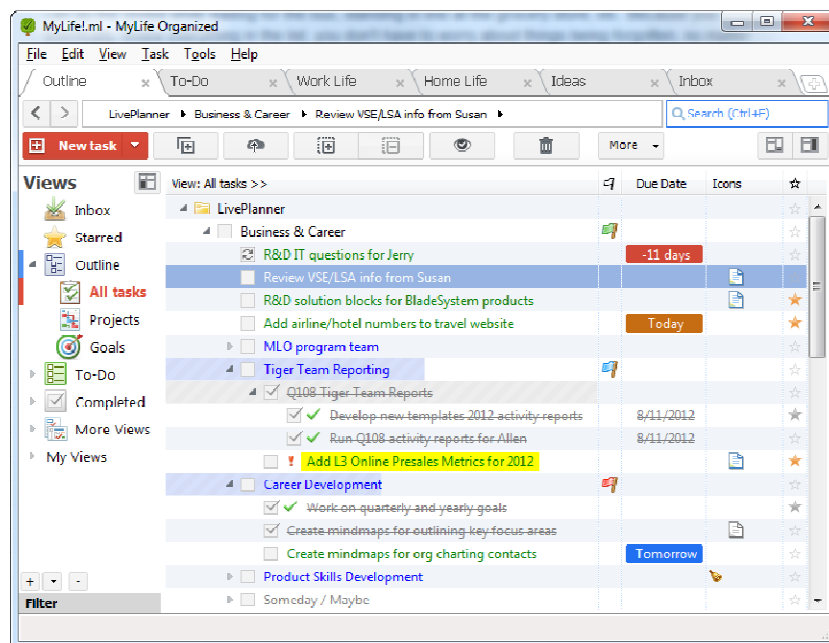 MyLife!.ml - MyLife Organized
File Edit View Task Tools Help
Outline To-Do Work Life Home Life Ideas Inbox
LivePlanner Business & Career Review VSE/LSA info from Susan Search (Ctrl+F)
New task More
Views View: All tasks >> Due Date Icons
Inbox LivePlanner
Starred Business & Career
Outline R&D IT questions for Jerry -11 days
Review VSE/LSA info from Susan
All tasks R&D solution blocks for BladeSystem products
Projects Add airline/hotel numbers to travel website Today
Goals MLO program team
To-Do Tiger Team Reporting
Completed Q108 Tiger Team Reports
Develop new templates 2012 activity reports 8/11/2012
More Views Run Q108 activity reports for Allen 8/11/2012
My Views Add L3 Online Presales Metrics for 2012
Career Development
Work on quarterly and yearly goals
Create mindmaps for outlining key focus areas
Create mindmaps for org charting contacts Tomorrow
Product Skills Development
Filter Someday / Maybe